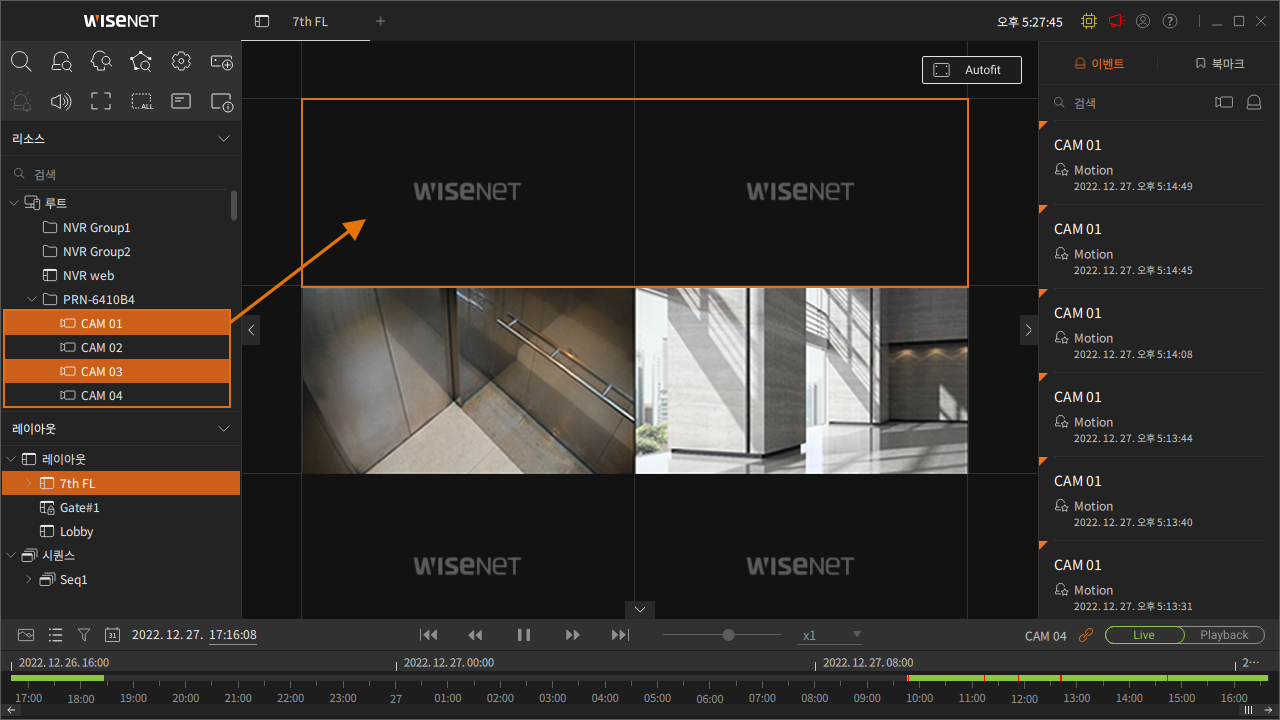 WISENET
7th FL
오후 5:27:45
ALL
리소스
검색
루트
NVR Group1
NVR Group2
NVR web
PRN-6410B4
CAM 01
CAM 02
CAM 03
CAM 04
레이아웃
레이아웃
7th FL
Gate#1
Lobby
시퀀스
Seq1
Autofit
WISENET WISENET
WISENET WISENET
이벤트 북마크
검색
CAM 01
Motion
2022. 12. 27. 오후 5:14:49
CAM 01
Motion
2022. 12. 27. 오후 5:14:45
CAM 01
Motion
2022. 12. 27. 오후 5:14:08
CAM 01
Motion
2022. 12. 27. 오후 5:13:44
CAM 01
Motion
2022. 12. 27. 오후 5:13:40
CAM 01
Motion
2022. 12. 27. 오후 5:13:31
31 2022. 12. 27. 17:16:08 x1 CAM 04 Live Playback
2022. 12. 26. 16:00 2022. 12. 27. 00:00 2022. 12. 27. 08:00 2···
17:00 18:00 19:00 20:00 21:00 22:00 23:00 27 01:00 02:00 03:00 04:00 05:00 06:00 07:00 08:00 09:00 10:00 11:00 12:00 13:00 14:00 15:00 16:00